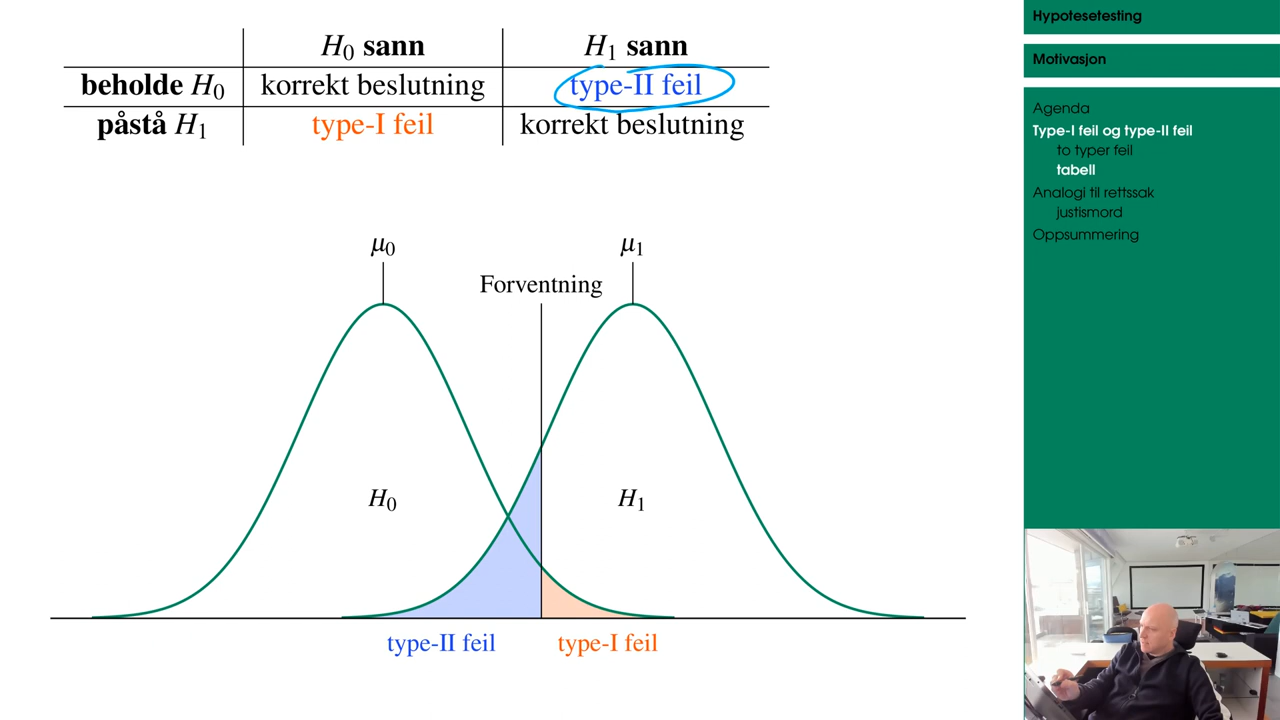 H₀ sann H₁ sann
beholde H₀ korrekt beslutning type-II feil
påstå H₁ type-I feil korrekt beslutning
μ₀ μ₁
Forventning
H₀ H₁
type-II feil type-I feil
Hypotesetesting
Motivasjon
Agenda
Type-I feil og type-II feil
to typer feil
tabell
Analogi til rettssak
justismord
Oppsummering